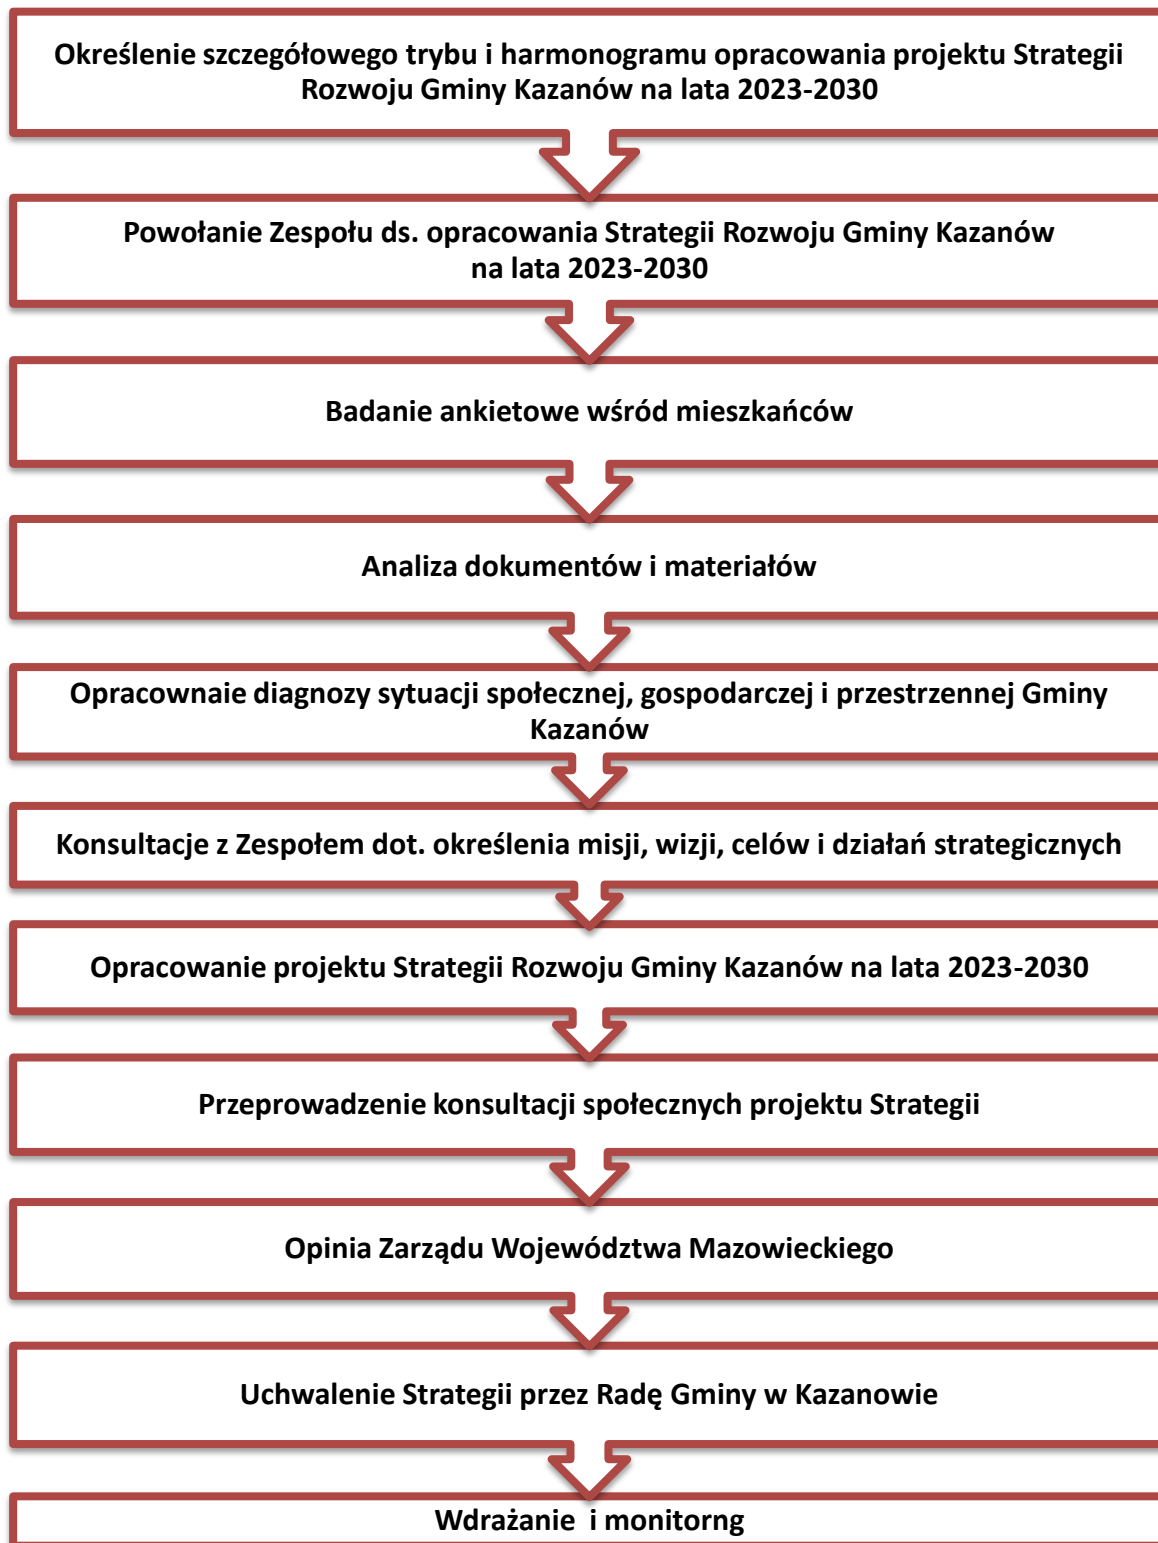 Określenie szczegółowego trybu i harmonogramu opracowania projektu Strategii
Rozwoju Gminy Kazanów na lata 2023-2030
Powołanie Zespołu ds. opracowania Strategii Rozwoju Gminy Kazanów
na lata 2023-2030
Badanie ankietowe wśród mieszkańców
Analiza dokumentów i materiałów
Opracownaie diagnozy sytuacji społecznej, gospodarczej i przestrzennej Gminy
Kazanów
Konsultacje z Zespołem dot. określenia misji, wizji, celów i działań strategicznych
Opracowanie projektu Strategii Rozwoju Gminy Kazanów na lata 2023-2030
Przeprowadzenie konsultacji społecznych projektu Strategii
Opinia Zarządu Województwa Mazowieckiego
Uchwalenie Strategii przez Radę Gminy w Kazanowie
Wdrażanie  i monitorng